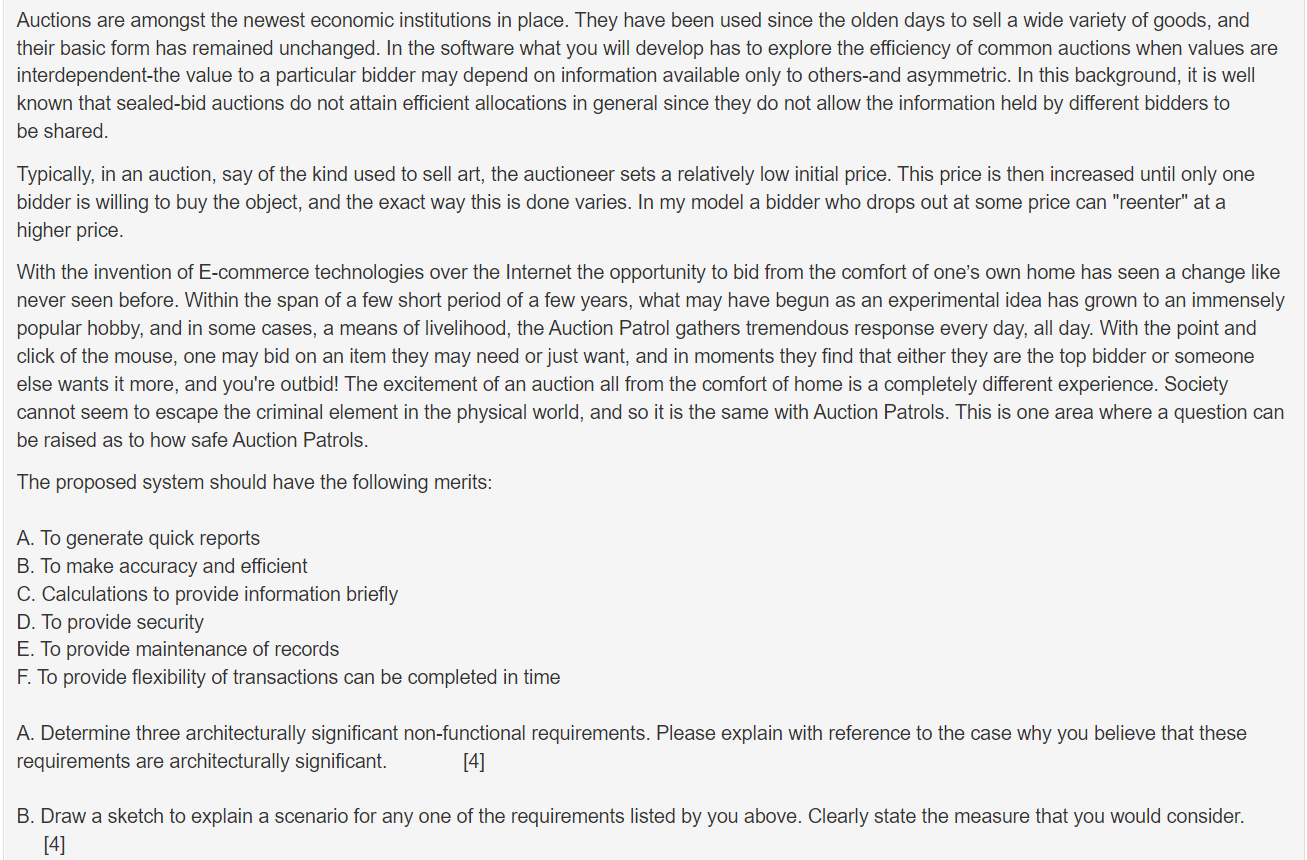 Auctions are amongst the newest economic institutions in place. They have been used since the olden days to sell a wide variety of goods, and
their basic form has remained unchanged. In the software what you will develop has to explore the efficiency of common auctions when values are
interdependent-the value to a particular bidder may depend on information available only to others-and asymmetric. In this background, it is well
known that sealed-bid auctions do not attain efficient allocations in general since they do not allow the information held by different bidders to
be shared.
Typically, in an auction, say of the kind used to sell art, the auctioneer sets a relatively low initial price. This price is then increased until only one
bidder is willing to buy the object, and the exact way this is done varies. In my model a bidder who drops out at some price can "reenter" at a
higher price.
With the invention of E-commerce technologies over the Internet the opportunity to bid from the comfort of one’s own home has seen a change like
never seen before. Within the span of a few short period of a few years, what may have begun as an experimental idea has grown to an immensely
popular hobby, and in some cases, a means of livelihood, the Auction Patrol gathers tremendous response every day, all day. With the point and
click of the mouse, one may bid on an item they may need or just want, and in moments they find that either they are the top bidder or someone
else wants it more, and you're outbid! The excitement of an auction all from the comfort of home is a completely different experience. Society
cannot seem to escape the criminal element in the physical world, and so it is the same with Auction Patrols. This is one area where a question can
be raised as to how safe Auction Patrols.
The proposed system should have the following merits:
A. To generate quick reports
B. To make accuracy and efficient
C. Calculations to provide information briefly
D. To provide security
E. To provide maintenance of records
F. To provide flexibility of transactions can be completed in time
A. Determine three architecturally significant non-functional requirements. Please explain with reference to the case why you believe that these
requirements are architecturally significant. [4]
B. Draw a sketch to explain a scenario for any one of the requirements listed by you above. Clearly state the measure that you would consider.
[4]